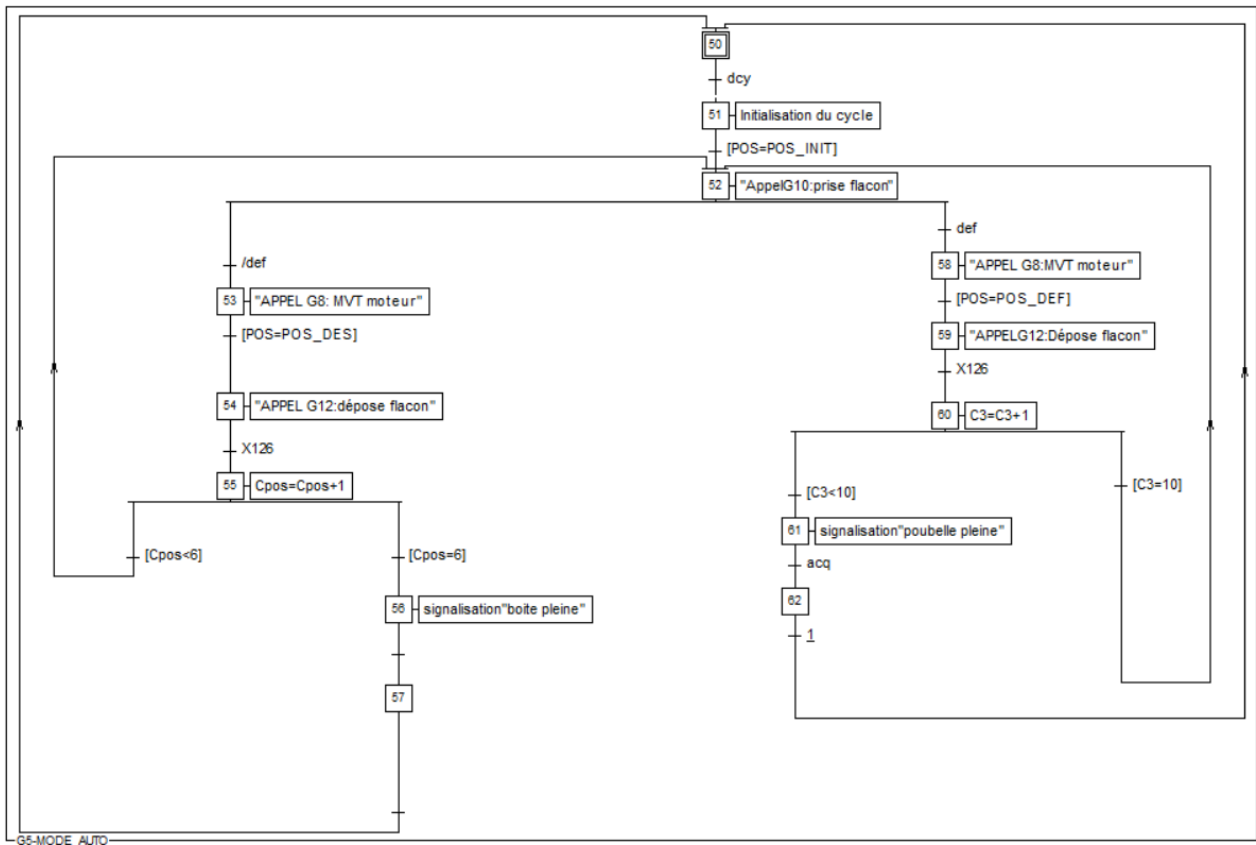 50
dcy
51 Initialisation du cycle
[POS=POS_INIT]
52 "AppelG10:prise flacon"
/def
53 "APPEL G8: MVT moteur"
[POS=POS_DES]
54 "APPEL G12:dépose flacon"
X126
55 Cpos=Cpos+1
[Cpos<6]
[Cpos=6]
56 signalisation"boite pleine"
57
def
58 "APPEL G8:MVT moteur"
[POS=POS_DEF]
59 "APPELG12:Dépose flacon"
X126
60 C3=C3+1
[C3<10]
[C3=10]
61 signalisation"poubelle pleine"
acq
62
1
G5-MODE_AUTO